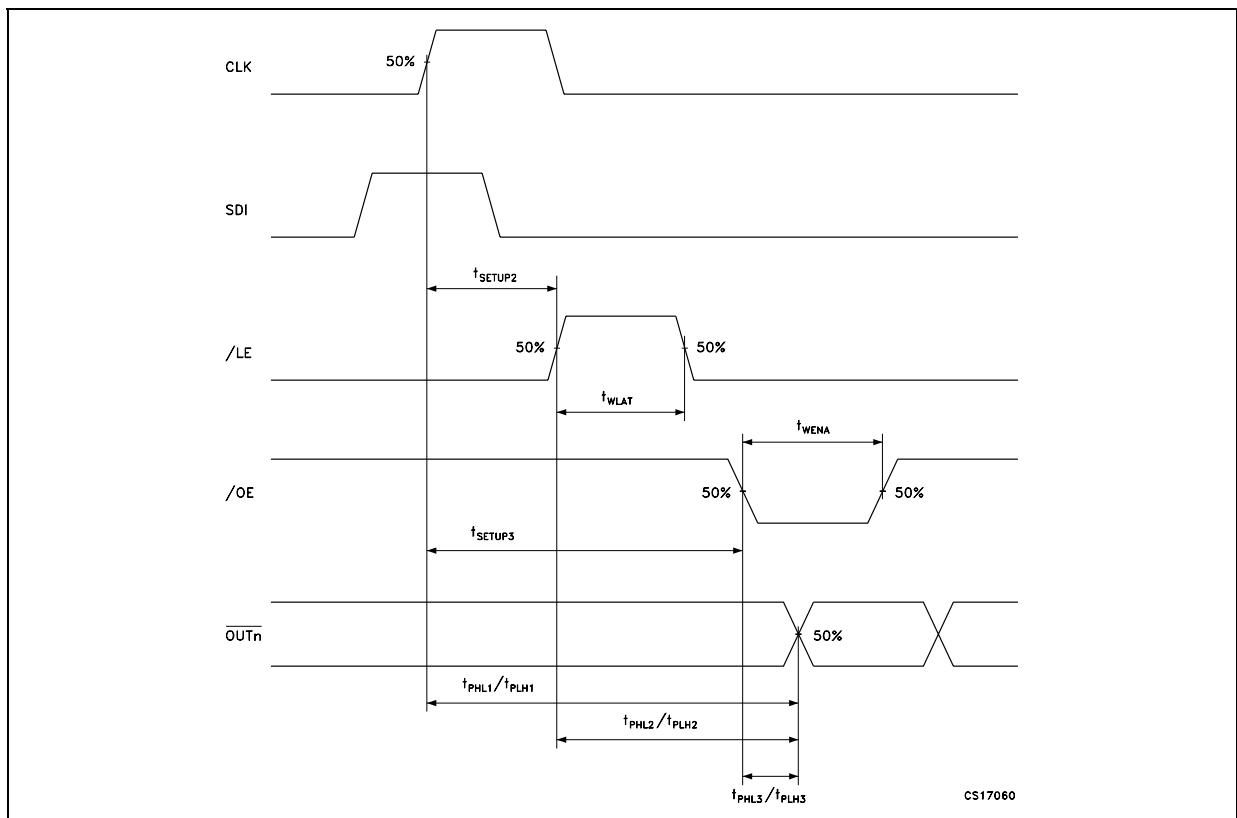 CLK
50%
SDI
tSETUP2
/LE
50%
50%
tWLAT
tWENA
/OE
50%
50%
tSETUP3
OUTn
50%
tPHL1/tPLH1
tPHL2/tPLH2
tPHL3/tPLH3
CS17060